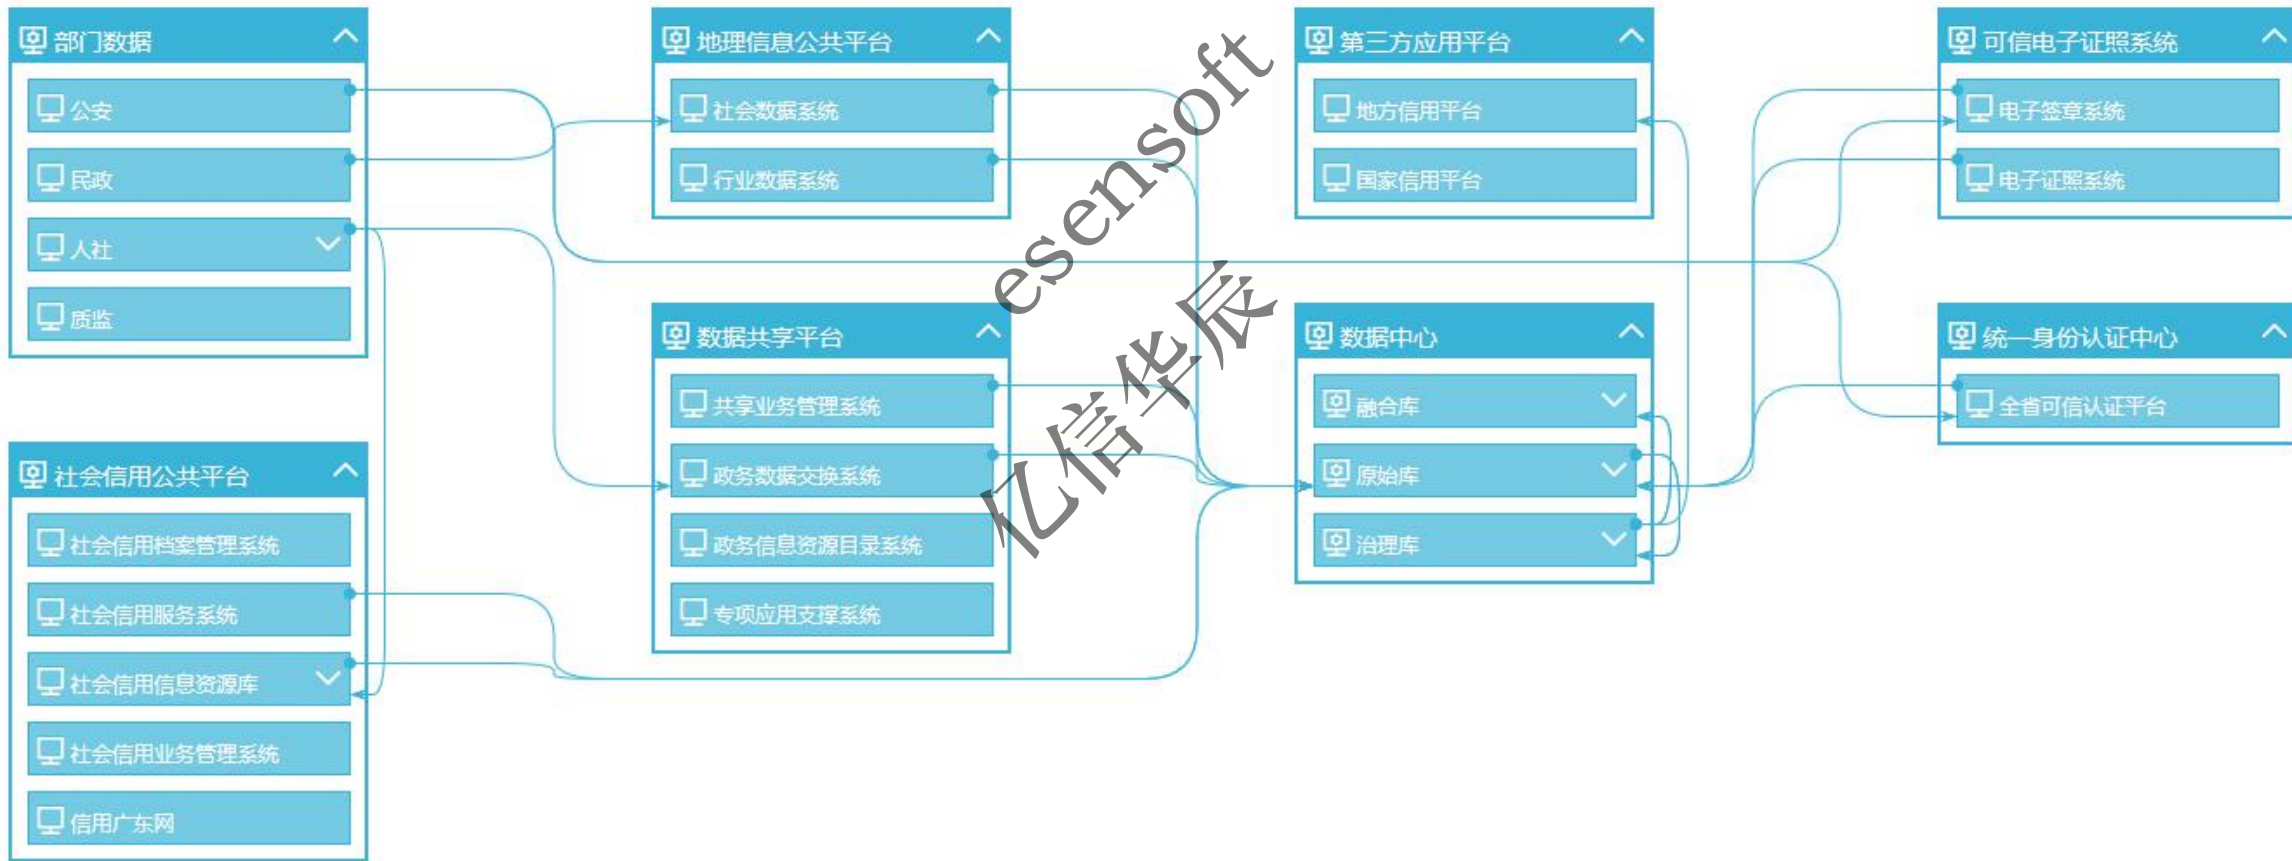 部门数据
公安
民政
人社
质监
社会信用公共平台
社会信用档案管理系统
社会信用服务系统
社会信用信息资源库
社会信用业务管理系统
信用广东网
地理信息公共平台
社会数据系统
行业数据系统
数据共享平台
共享业务管理系统
政务数据交换系统
政务信息资源目录系统
专项应用支撑系统
第三方应用平台
地方信用平台
国家信用平台
数据中心
融合库
原始库
治理库
可信电子证照系统
电子签章系统
电子证照系统
统一身份认证中心
全省可信认证平台
esensoft
亿信华辰